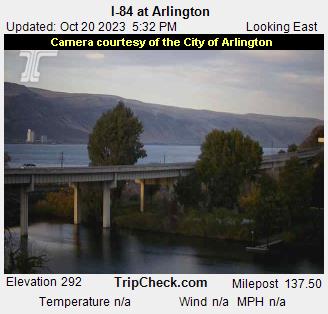 I-84 at Arlington
Updated: Oct 20 2023 5:32 PM Looking East
Camera courtesy of the City of Arlington
Elevation 292 TripCheck.com Milepost 137.50
Temperature n/a Wind n/a MPH n/a